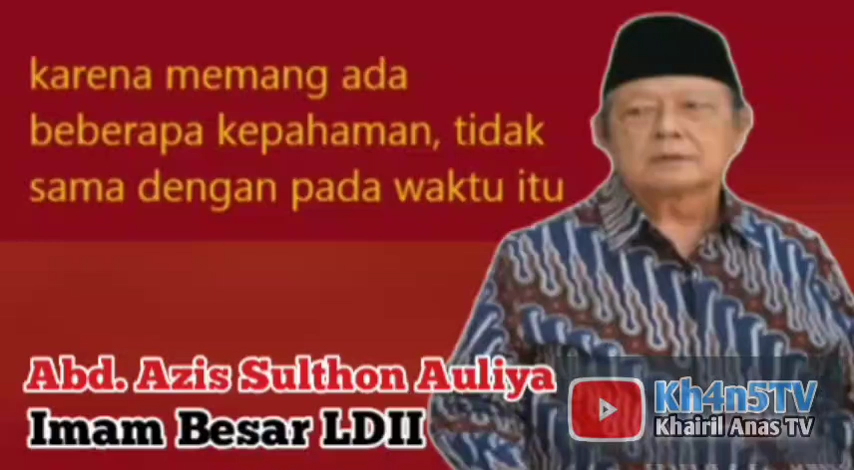 karena memang ada
beberapa kepahaman, tidak
sama dengan pada waktu itu
Abd. Azis Sulthon Auliya
Imam Besar LDII
Kh4n5TV
Khairil Anas TV